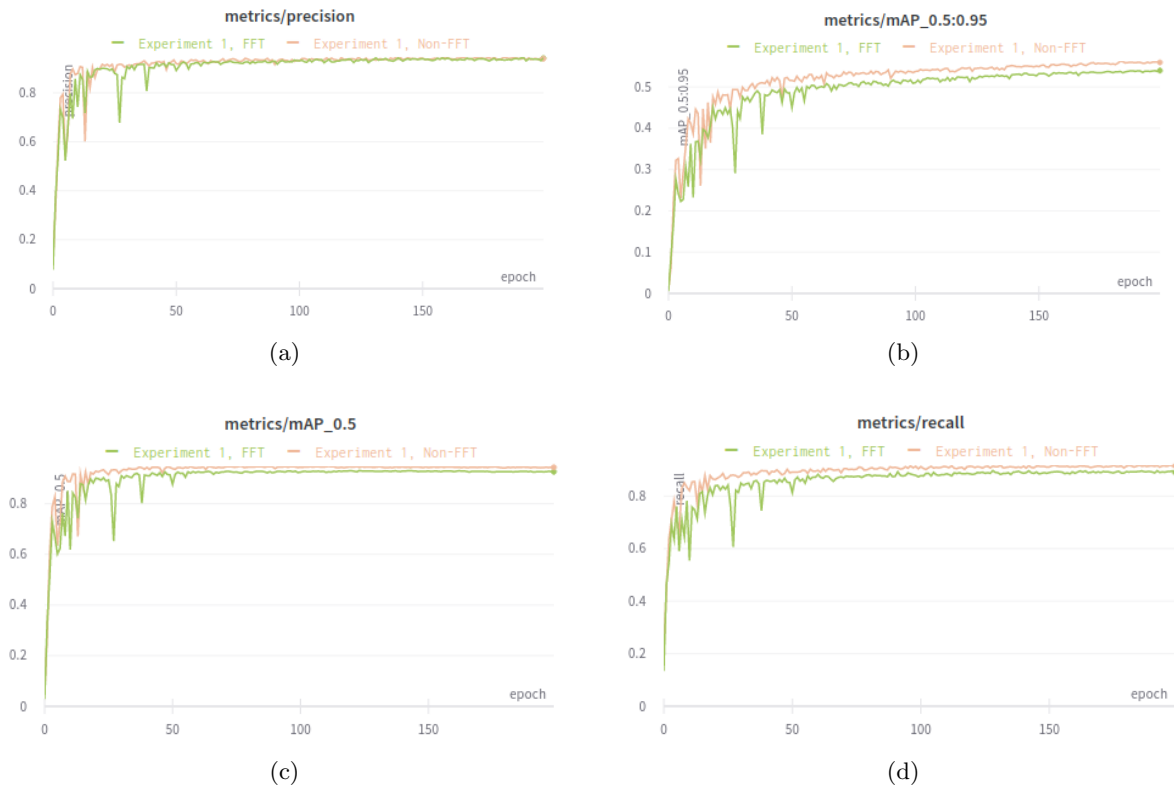 metrics/precision
Experiment 1, FFT Experiment 1, Non-FFT
precision
0.8
0.6
0.4
0.2
0
epoch
0 50 100 150
(a)
metrics/mAP_0.5:0.95
Experiment 1, FFT Experiment 1, Non-FFT
mAP_0.5:0.95
0.5
0.4
0.3
0.2
0.1
0
epoch
0 50 100 150
(b)
metrics/mAP_0.5
Experiment 1, FFT Experiment 1, Non-FFT
mAP_0.5
0.8
0.6
0.4
0.2
0
epoch
0 50 100 150
(c)
metrics/recall
Experiment 1, FFT Experiment 1, Non-FFT
recall
0.8
0.6
0.4
0.2
0
epoch
0 50 100 150
(d)